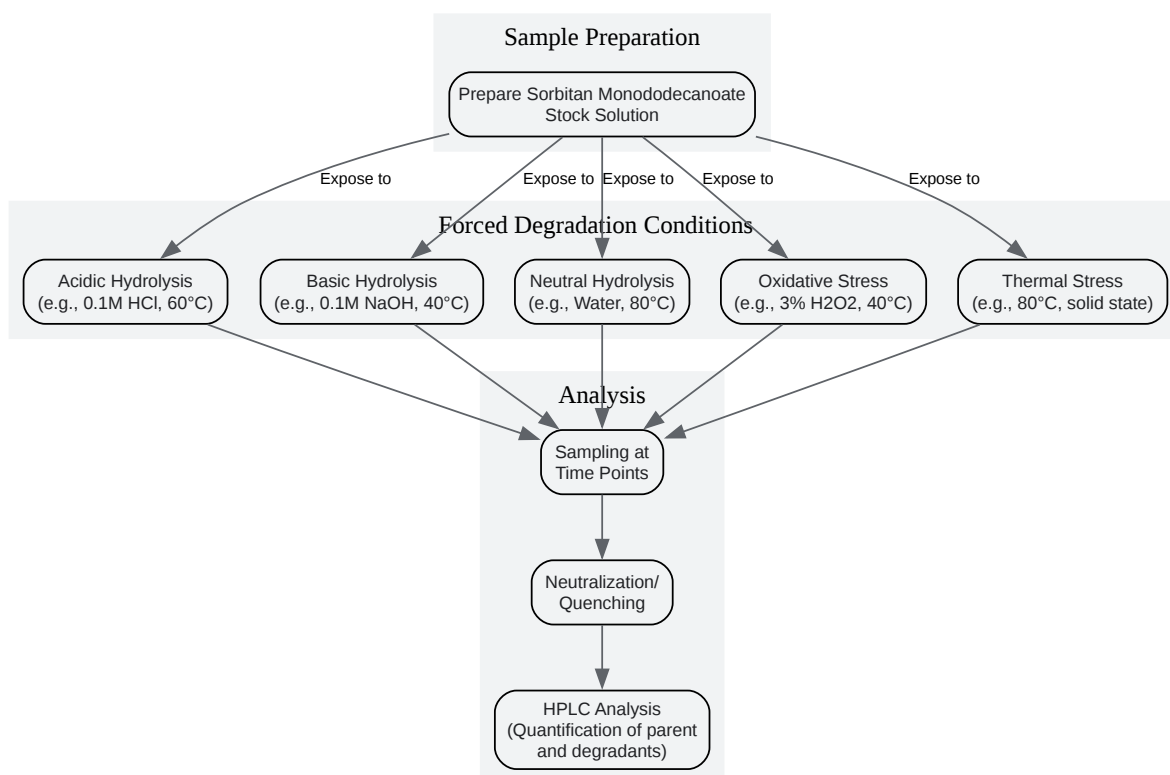 Sample Preparation
Prepare Sorbitan Monododecanoate
Stock Solution
Expose to
Expose to
Expose to
Expose to
Expose to
Forced Degradation Conditions
Acidic Hydrolysis
(e.g., 0.1M HCl, 60°C)
Basic Hydrolysis
(e.g., 0.1M NaOH, 40°C)
Neutral Hydrolysis
(e.g., Water, 80°C)
Oxidative Stress
(e.g., 3% H2O2, 40°C)
Thermal Stress
(e.g., 80°C, solid state)
Analysis
Sampling at
Time Points
Neutralization/
Quenching
HPLC Analysis
(Quantification of parent
and degradants)